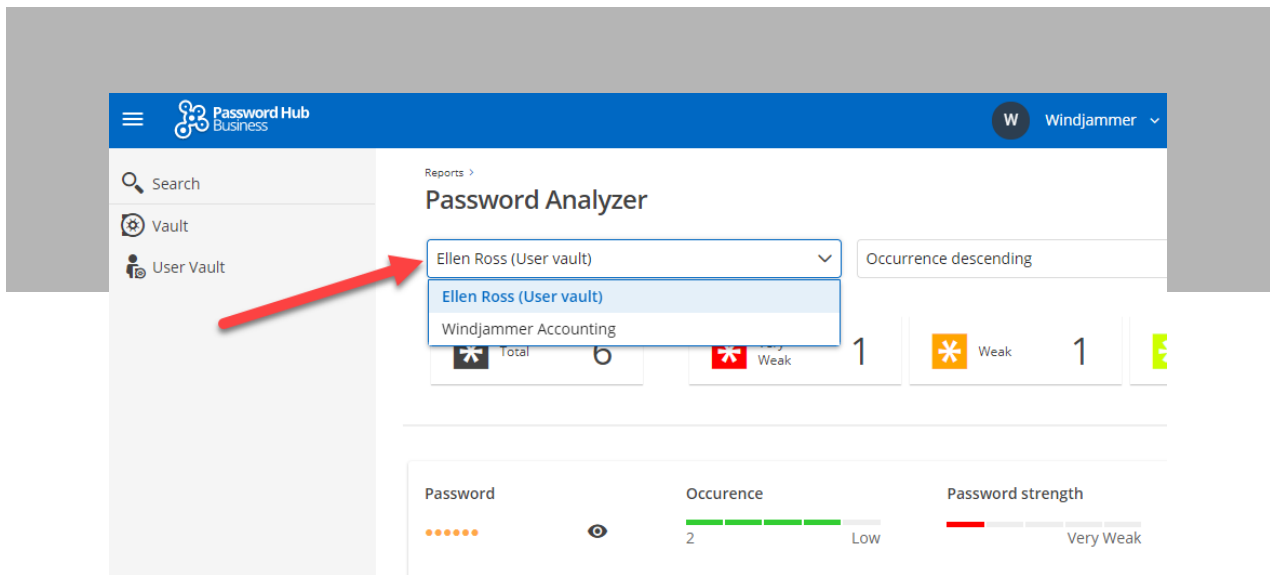 Password Hub
Business
W Windjammer
Search
Vault
User Vault
Reports >
Password Analyzer
Ellen Ross (User vault)
Occurrence descending
Ellen Ross (User vault)
Windjammer Accounting
Total 6
Weak 1
Weak 1
Password Occurence Password strength
2 Low Very Weak